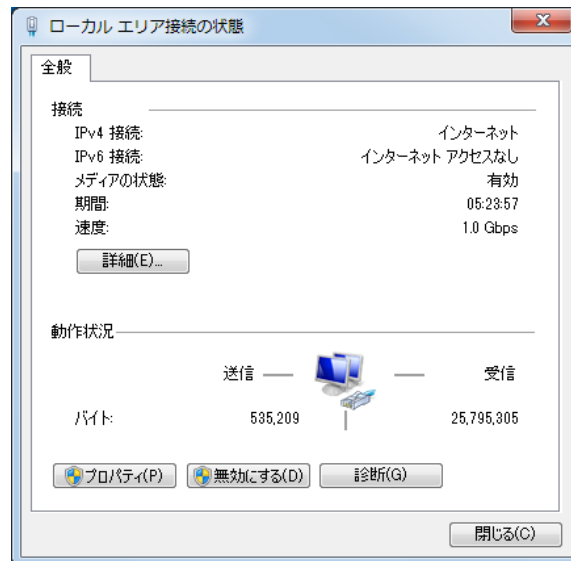 ローカル エリア接続の状態
全般
接続
IPv4 接続: インターネット
IPv6 接続: インターネット アクセスなし
メディアの状態: 有効
期間: 05:23:57
速度: 1.0 Gbps
詳細(E)...
動作状況
送信 受信
バイト: 535,209 25,795,305
プロパティ(P) 無効にする(D) 診断(G)
閉じる(C)